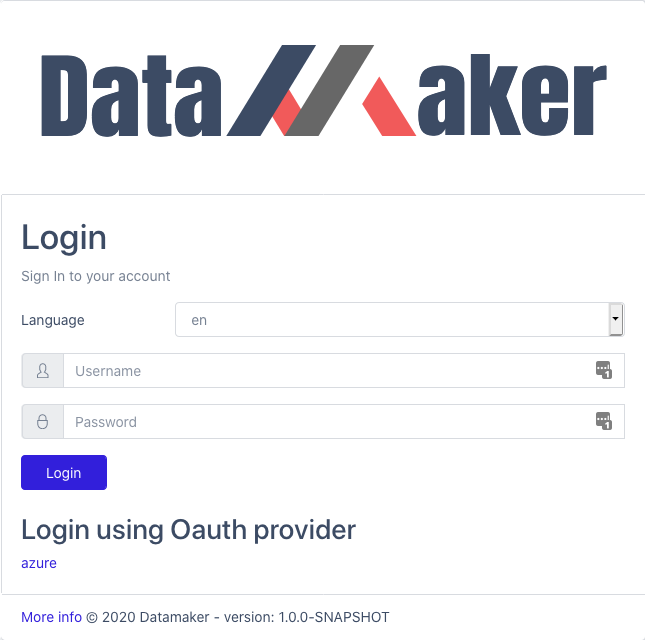 DataMaker
Login
Sign In to your account
Language en
Username
Password
Login
Login using Oauth provider
azure
More info © 2020 Datamaker - version: 1.0.0-SNAPSHOT